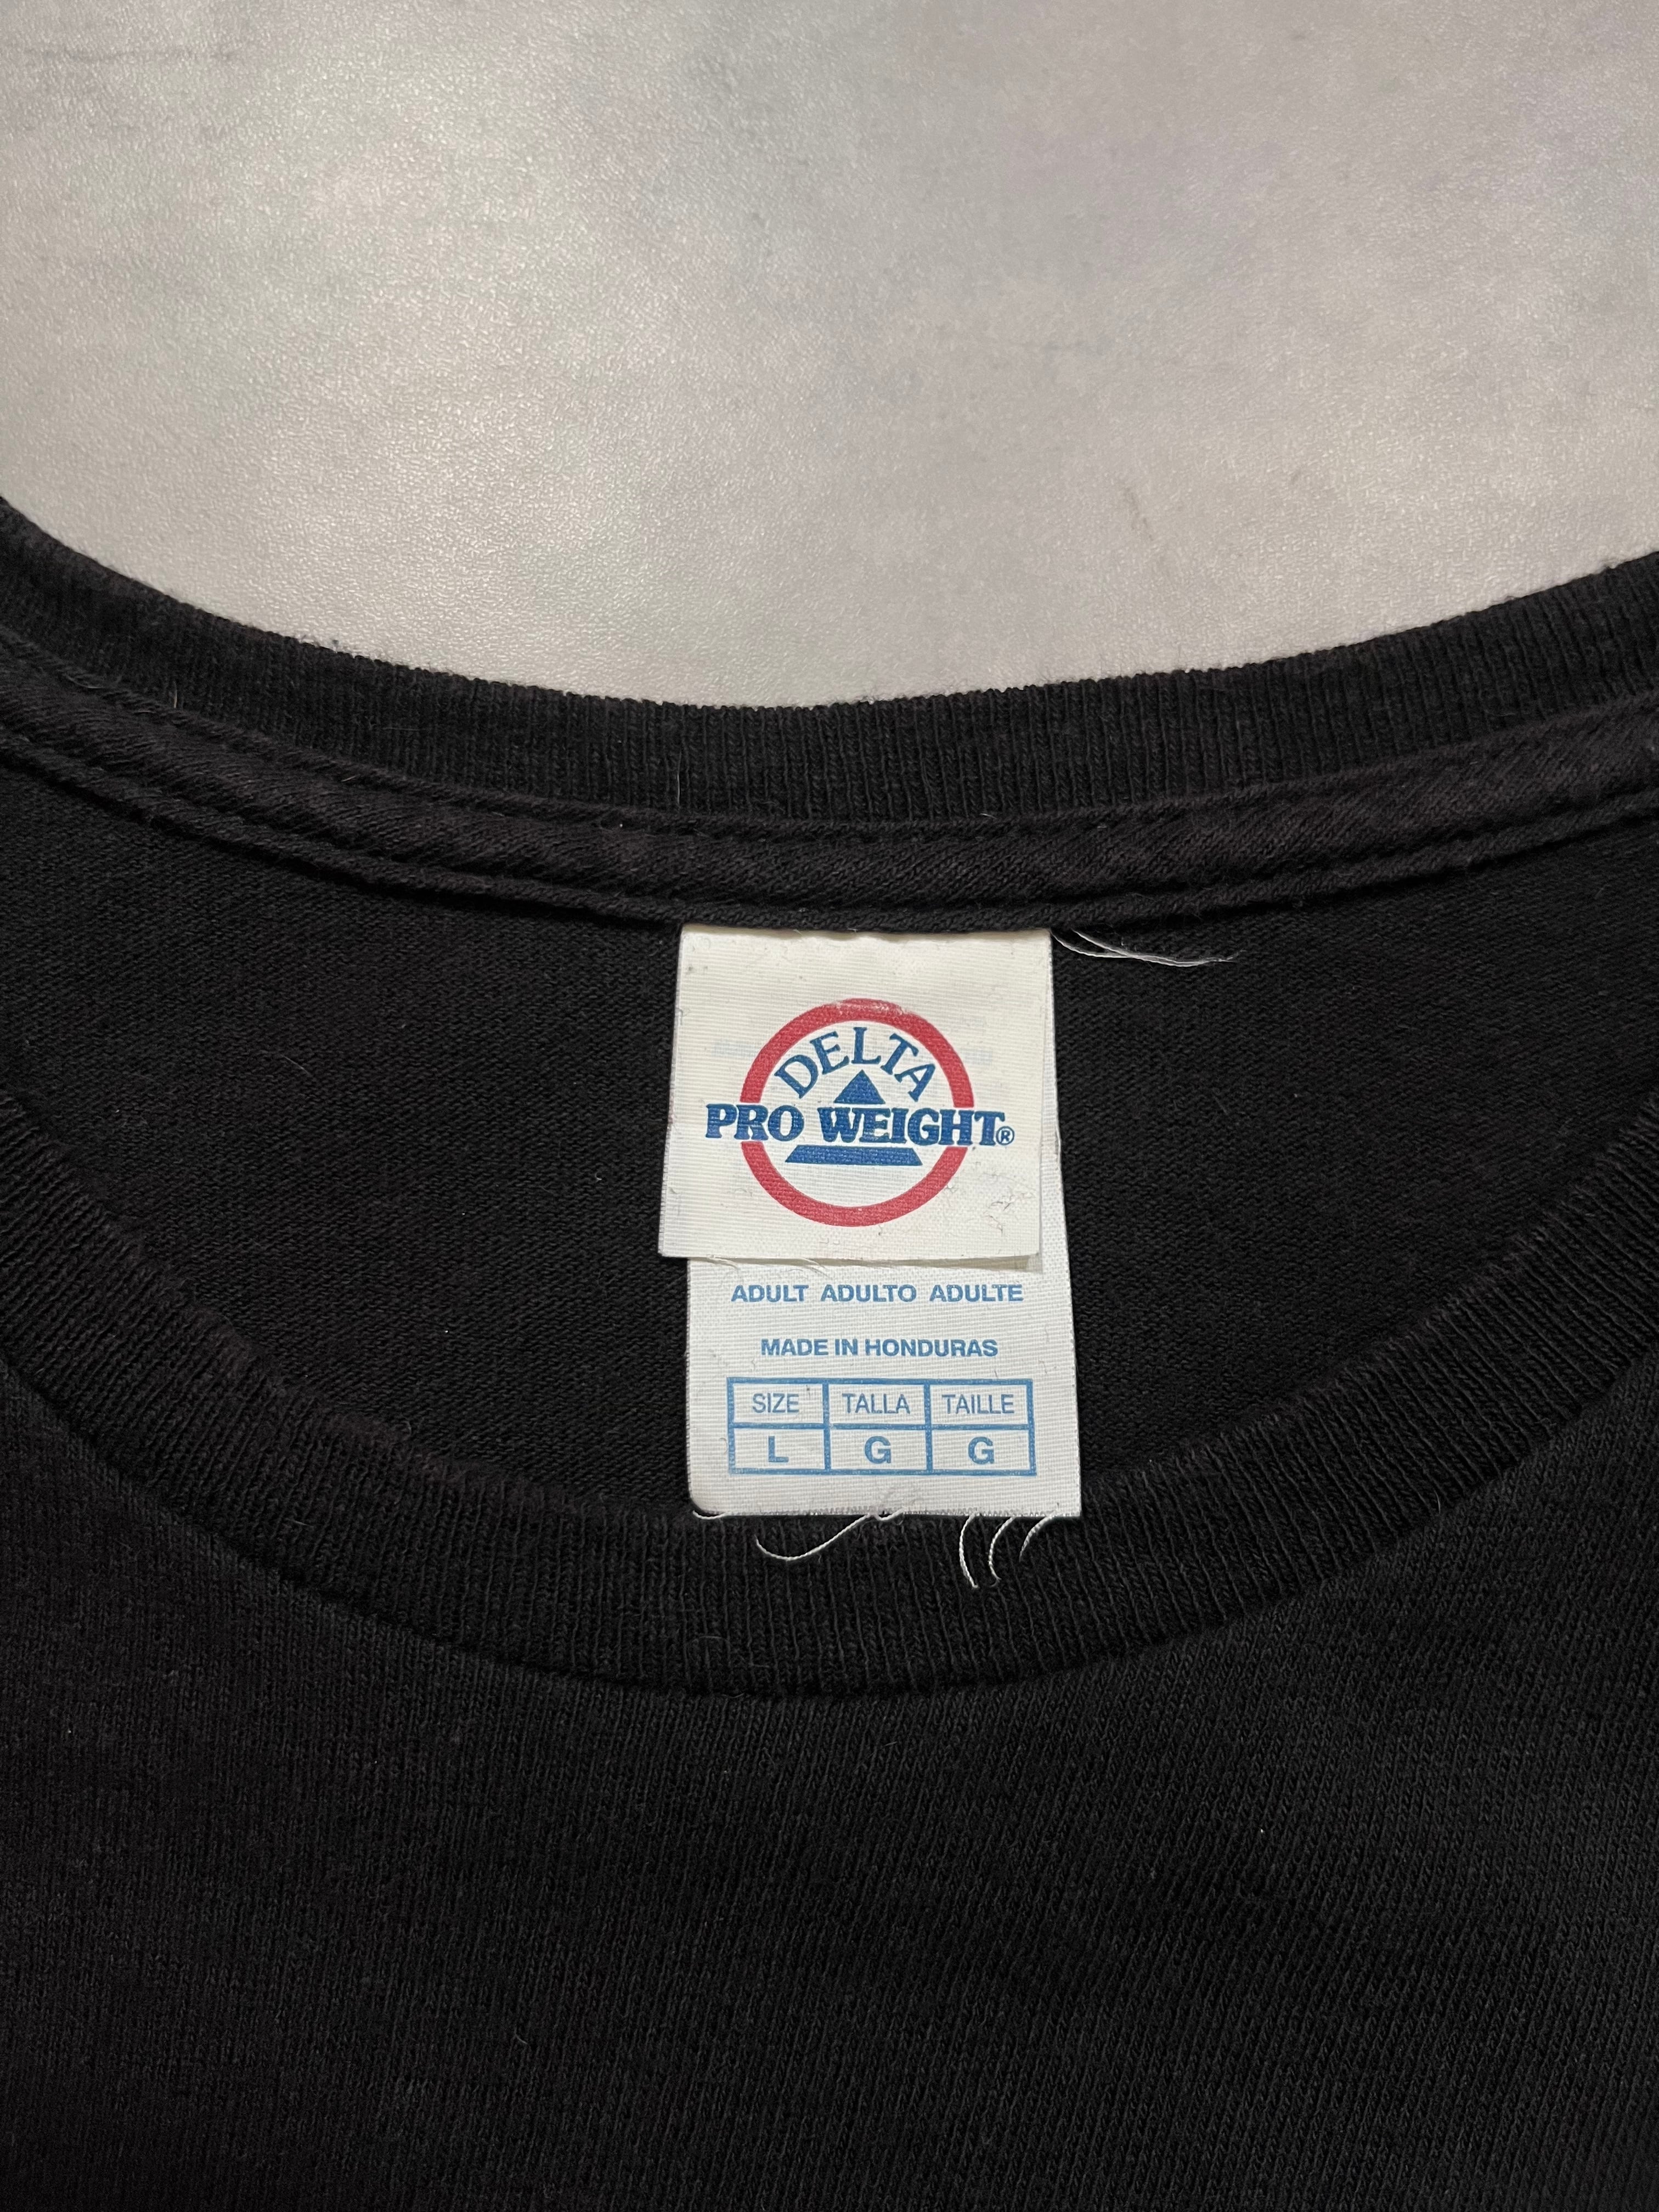 DELTA
PRO WEIGHT®
ADULT ADULTO ADULTE
MADE IN HONDURAS
SIZE TALLA TAILLE
L G G